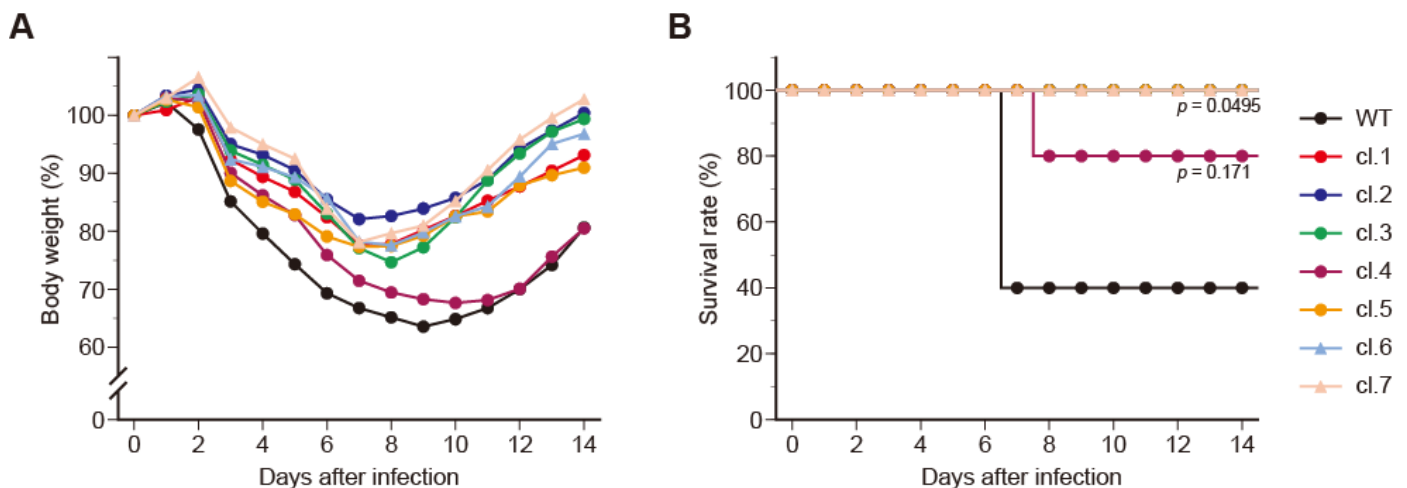 A
Body weight (%)
100
90
80
70
60
0
0 2 4 6 8 10 12 14
Days after infection
B
Survival rate (%)
100
80
60
40
20
0
p = 0.0495
p = 0.171
0 2 4 6 8 10 12 14
Days after infection
WT
cl.1
cl.2
cl.3
cl.4
cl.5
cl.6
cl.7